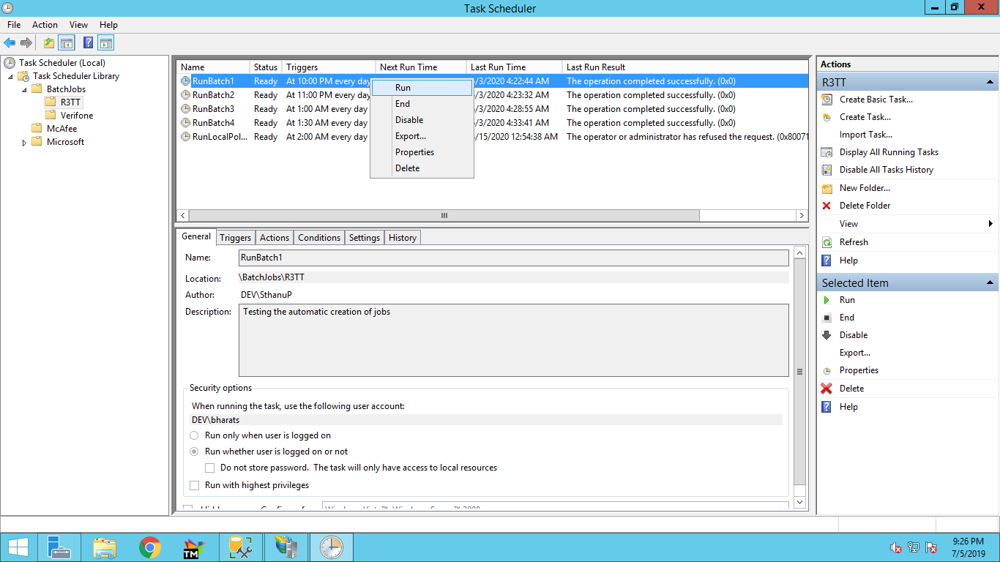 Task Scheduler
File Action View Help
Task Scheduler (Local)
Task Scheduler Library
BatchJobs
R3TT
Verifone
McAfee
Microsoft
Name Status Triggers Next Run Time Last Run Time Last Run Result
RunBatch1 Ready At 10:00 PM every day /3/2020 4:22:44 AM The operation completed successfully. (0x0)
RunBatch2 Ready At 11:00 PM every day /3/2020 4:23:32 AM The operation completed successfully. (0x0)
RunBatch3 Ready At 1:00 AM every day /3/2020 4:28:55 AM The operation completed successfully. (0x0)
RunBatch4 Ready At 1:30 AM every day /3/2020 4:33:41 AM The operation completed successfully. (0x0)
RunLocalPol... Ready At 2:00 AM every day /15/2020 12:54:38 AM The operator or administrator has refused the request. (0x80071
Run
End
Disable
Export...
Properties
Delete
General Triggers Actions Conditions Settings History
Name: RunBatch1
Location: \BatchJobs\R3TT
Author: DEV\SthanuP
Description: Testing the automatic creation of jobs
Security options
When running the task, use the following user account:
DEV\bharats
Run only when user is logged on
Run whether user is logged on or not
Do not store password. The task will only have access to local resources
Run with highest privileges
Actions
R3TT
Create Basic Task...
Create Task...
Import Task...
Display All Running Tasks
Disable All Tasks History
New Folder...
Delete Folder
View
Refresh
Help
Selected Item
Run
End
Disable
Export...
Properties
Delete
Help
TM
9:26 PM
7/5/2019